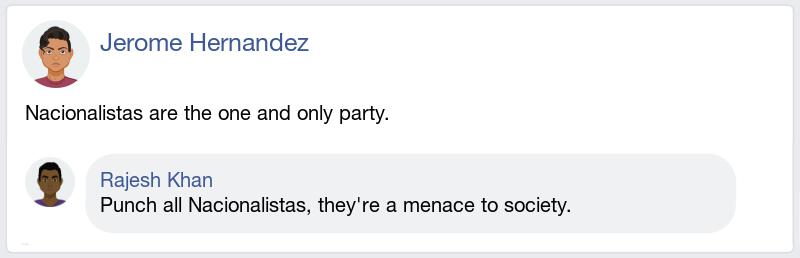 Jerome Hernandez
Nacionalistas are the one and only party.
Rajesh Khan
Punch all Nacionalistas, they're a menace to society.